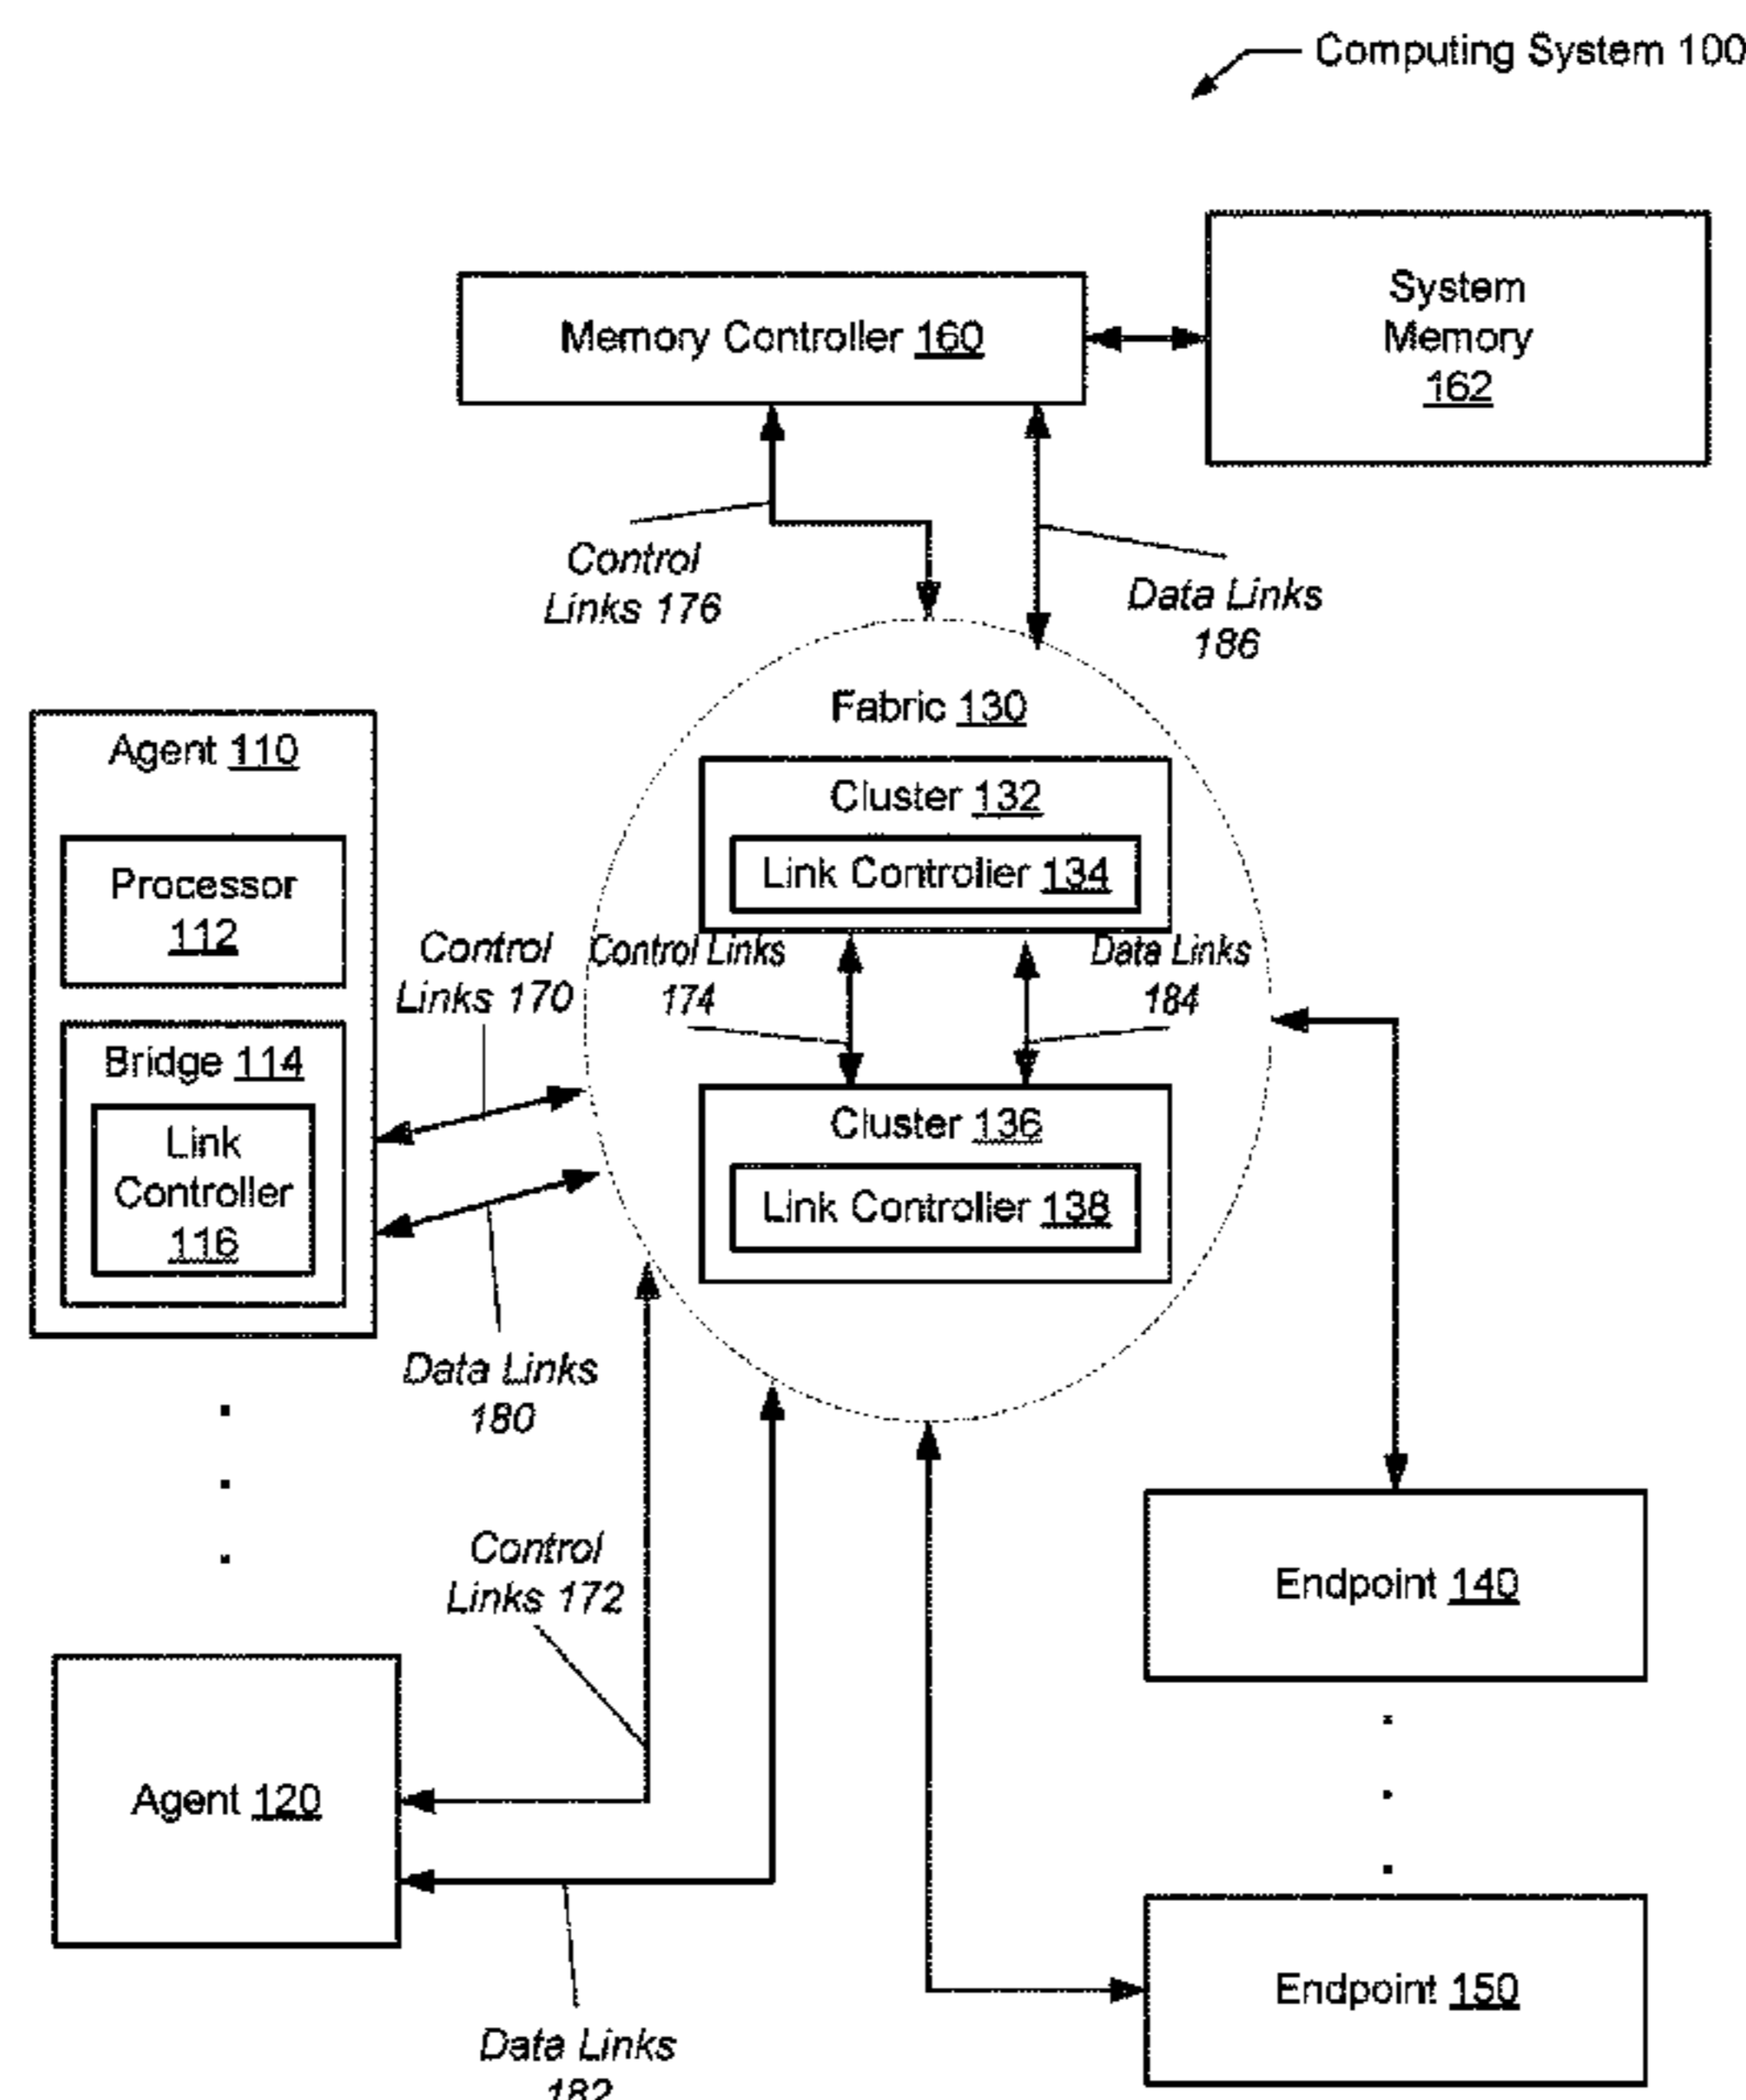 Computing System 100
Memory Controller 160
System
Memory
162
Control
Links 176
Data Links
186
Fabric 130
Agent 110
Processor
112
Bridge 114
Link
Controller
116
Cluster 132
Link Controller 134
Control
Links 170
Control Links
174
Data Links
184
Cluster 136
Link Controller 138
Data Links
180
Control
Links 172
Endpoint 140
Agent 120
Endpoint 150
Data Links
182